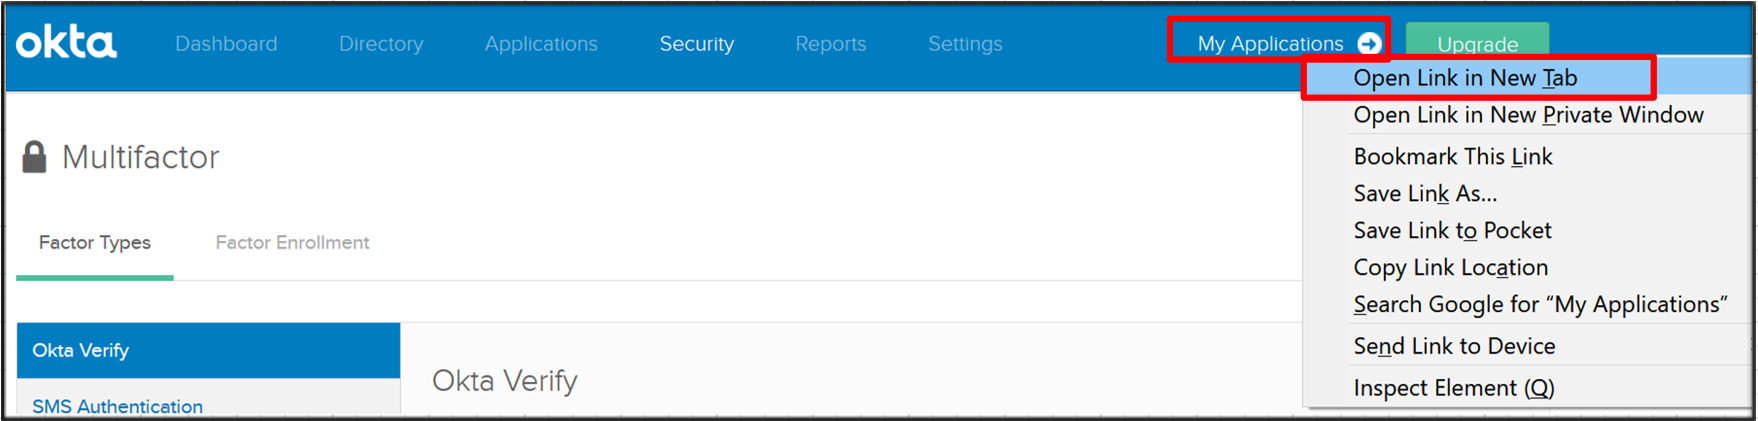 okta Dashboard Directory Applications Security Reports Settings My Applications Upgrade
Open Link in New Tab
Open Link in New Private Window
Multifactor
Bookmark This Link
Save Link As...
Save Link to Pocket
Factor Types Factor Enrollment
Copy Link Location
Search Google for “My Applications”
Send Link to Device
Okta Verify
Okta Verify
Inspect Element (Q)
SMS Authentication